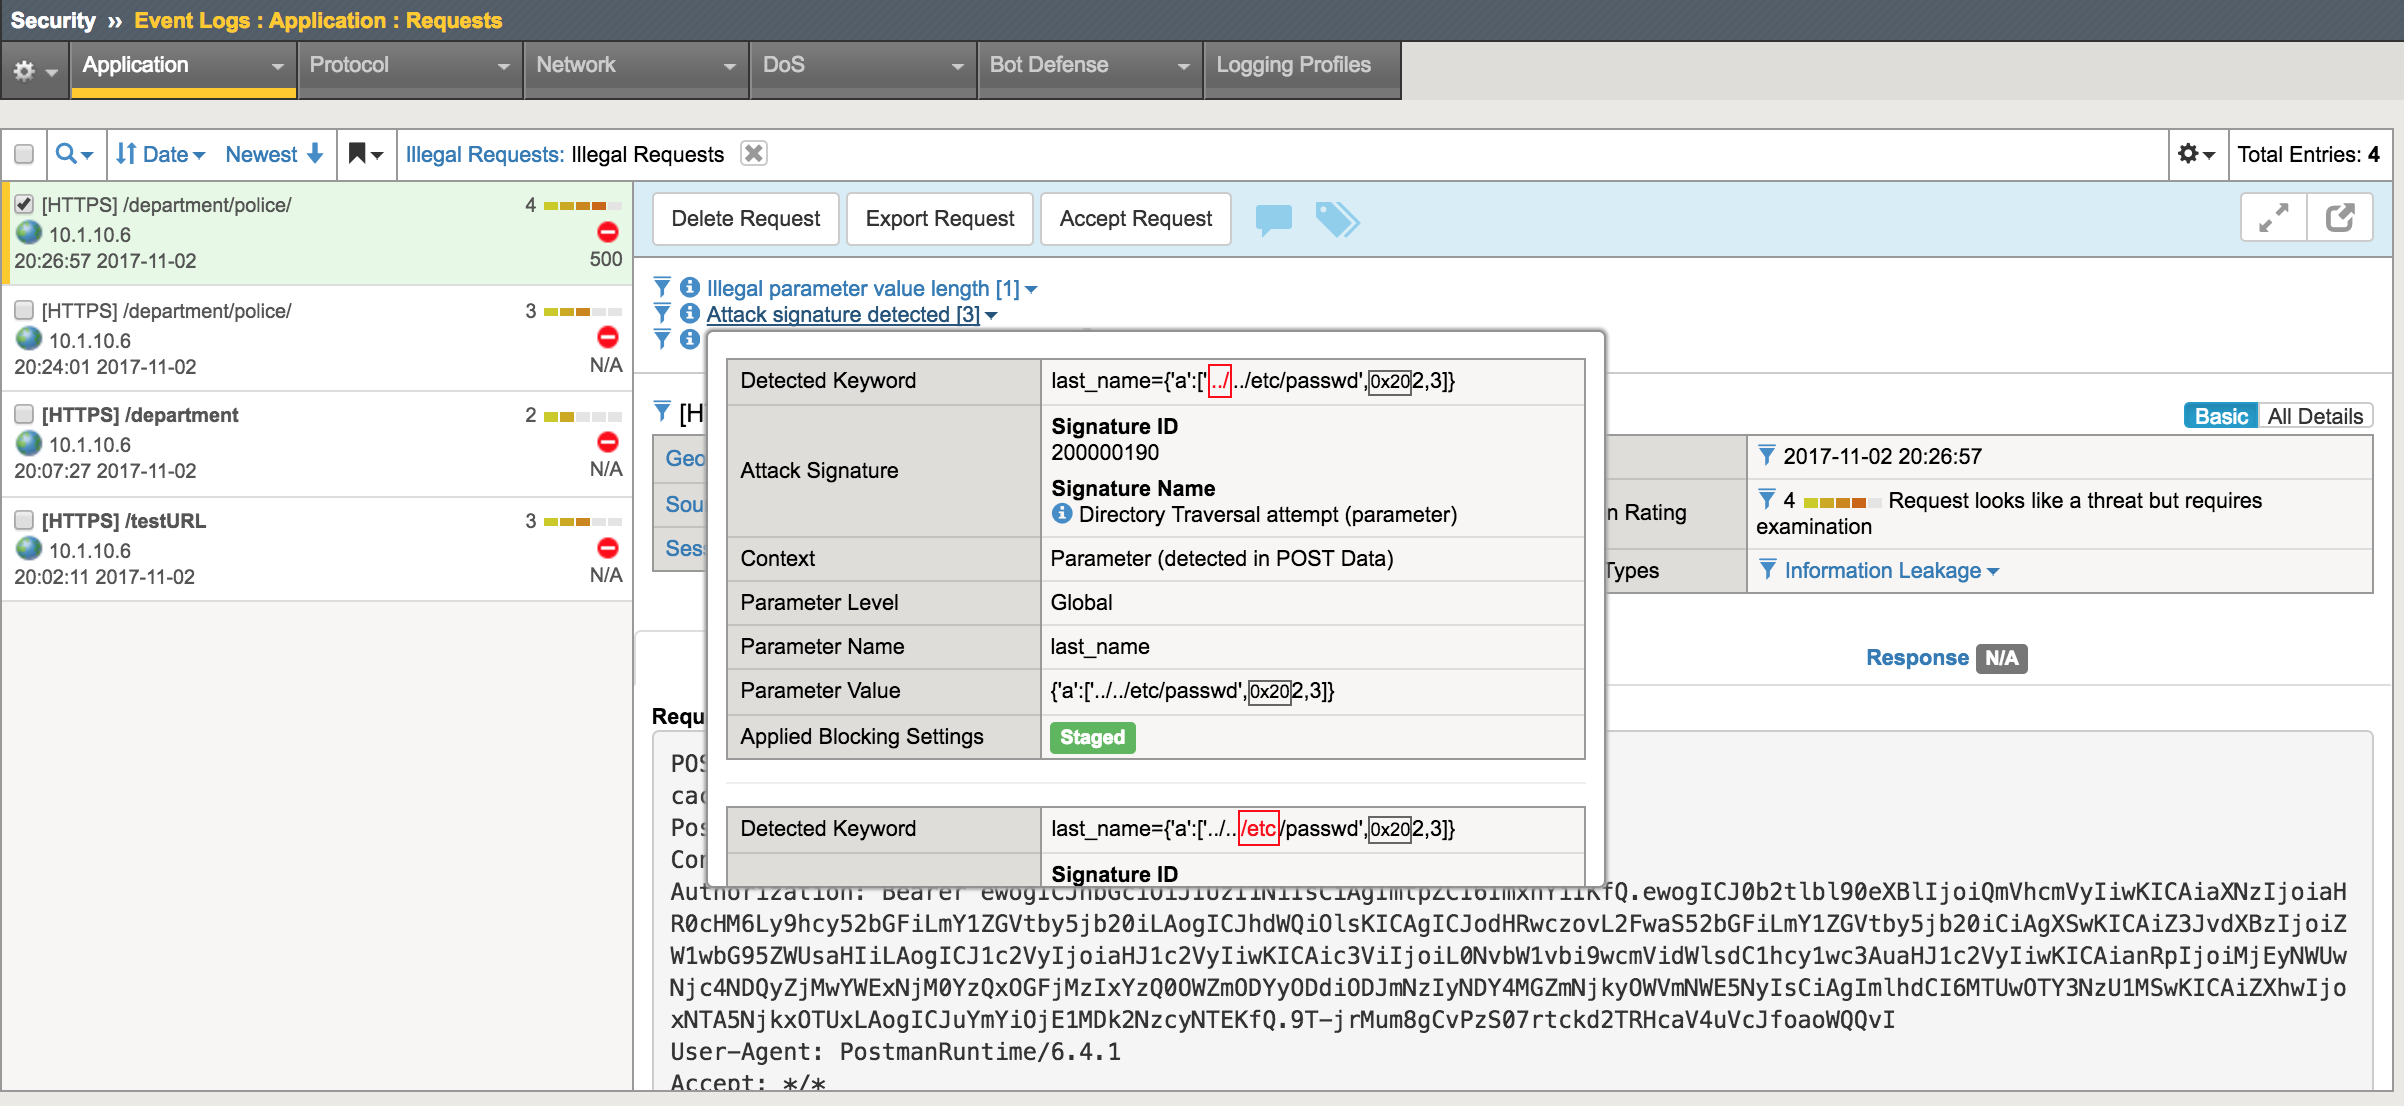 Security » Event Logs : Application : Requests
Application Protocol Network DoS Bot Defense Logging Profiles
Date Newest Illegal Requests: Illegal Requests Total Entries: 4
[HTTPS] /department/police/ 4
10.1.10.6
20:26:57 2017-11-02 500
[HTTPS] /department/police/ 3
10.1.10.6
20:24:01 2017-11-02 N/A
[HTTPS] /department 2
10.1.10.6
20:07:27 2017-11-02 N/A
[HTTPS] /testURL 3
10.1.10.6
20:02:11 2017-11-02 N/A
Delete Request Export Request Accept Request
Illegal parameter value length [1]
Attack signature detected [3]
Detected Keyword last_name={'a':['../../etc/passwd',0x202,3]}
Attack Signature
Signature ID
200000190
Signature Name
Directory Traversal attempt (parameter)
Context Parameter (detected in POST Data)
Parameter Level Global
Parameter Name last_name
Parameter Value {'a':['../../etc/passwd',0x202,3]}
Applied Blocking Settings Staged
Detected Keyword last_name={'a':['../../etc/passwd',0x202,3]}
Signature ID
[H
Basic All Details
Geo
Sou
Ses
2017-11-02 20:26:57
n Rating 4 Request looks like a threat but requires
examination
Types Information Leakage
Response N/A
Requ
POS
cac
Pos
Con
R0cHM6Ly9hcy52bGFiLmY1ZGVtby5jb20iLAogICJhdWQiOlsKICAgICJodHRwczovL2FwaS52bGFiLmY1ZGVtby5jb20iCiAgXSwKICAiZ3JvdXBzIjoiZ
W1wbG95ZWUsaHIiLAogICJ1c2VyIjoiaHJ1c2VyIiwKICAic3ViIjoiL0NvbW1vbi9wcmVidWlsdC1hcy1wc3AuaHJ1c2VyIiwKICAianRpIjoiMjEyNWUw
Njc4NDQyZjMwYWExNjM0YzQxOGFjMzIxYzQ0OWZmODYyODdiODJmNzIyNDY4MGZmNjkyOWVmNWE5NyIsCiAgImlhdCI6MTUwOTY3NzU1MSwKICAiZXhwIjo
xNTA5NjkxOTUxLAogICJuYmYiOjE1MDk2NzcyNTEKfQ.9T-jrMum8gCvPzS07rtckd2TRHcaV4uVcJfoaoWQQvI
User-Agent: PostmanRuntime/6.4.1
Accept: */*